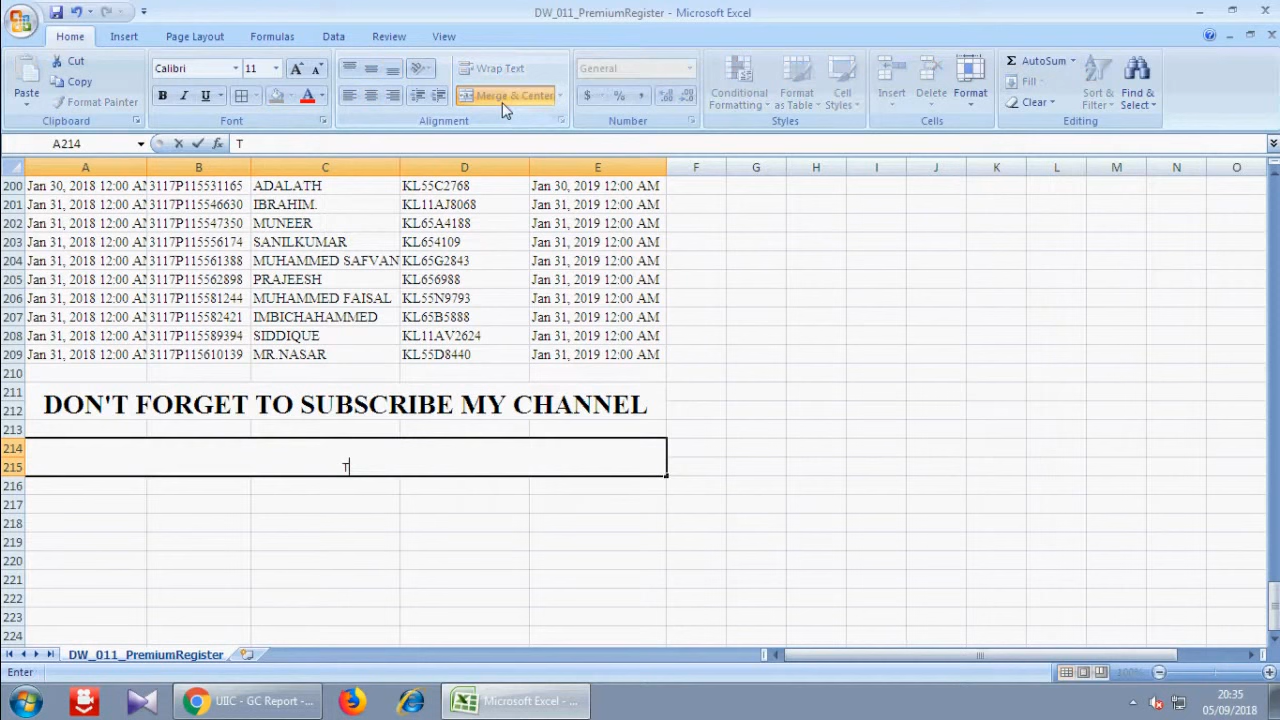 DW_011_PremiumRegister - Microsoft Excel
Home Insert Page Layout Formulas Data Review View
Cut
Copy
Format Painter
Paste
Clipboard
Calibri 11 A A
B I U A
Font
Wrap Text
Merge & Center
Alignment
General
$ % ,
Number
Conditional Formatting
Format as Table
Cell Styles
Styles
Insert Delete Format
Cells
AutoSum
Fill
Clear
Sort & Filter
Find & Select
Editing
A214 fx T
A B C D E F G H I J K L M N O
200 Jan 30, 2018 12:00 AM 3117P115531165 ADALATH KL55C2768 Jan 30, 2019 12:00 AM
201 Jan 31, 2018 12:00 AM 3117P115546630 IBRAHIM. KL11AJ8068 Jan 31, 2019 12:00 AM
202 Jan 31, 2018 12:00 AM 3117P115547350 MUNEER KL65A4188 Jan 31, 2019 12:00 AM
203 Jan 31, 2018 12:00 AM 3117P115556174 SANILKUMAR KL654109 Jan 31, 2019 12:00 AM
204 Jan 31, 2018 12:00 AM 3117P115561388 MUHAMMED SAFVAN KL65G2843 Jan 31, 2019 12:00 AM
205 Jan 31, 2018 12:00 AM 3117P115562898 PRAJEESH KL656988 Jan 31, 2019 12:00 AM
206 Jan 31, 2018 12:00 AM 3117P115581244 MUHAMMED FAISAL KL55N9793 Jan 31, 2019 12:00 AM
207 Jan 31, 2018 12:00 AM 3117P115582421 IMBICHAHAMMED KL65B5888 Jan 31, 2019 12:00 AM
208 Jan 31, 2018 12:00 AM 3117P115589394 SIDDIQUE KL11AV2624 Jan 31, 2019 12:00 AM
209 Jan 31, 2018 12:00 AM 3117P115610139 MR.NASAR KL55D8440 Jan 31, 2019 12:00 AM
210
211
DON'T FORGET TO SUBSCRIBE MY CHANNEL
212
213
214
215 T
216
217
218
219
220
221
222
223
224
DW_011_PremiumRegister
Enter 100%
UIIC - GC Report -...
Microsoft Excel - ...
20:35
05/09/2018